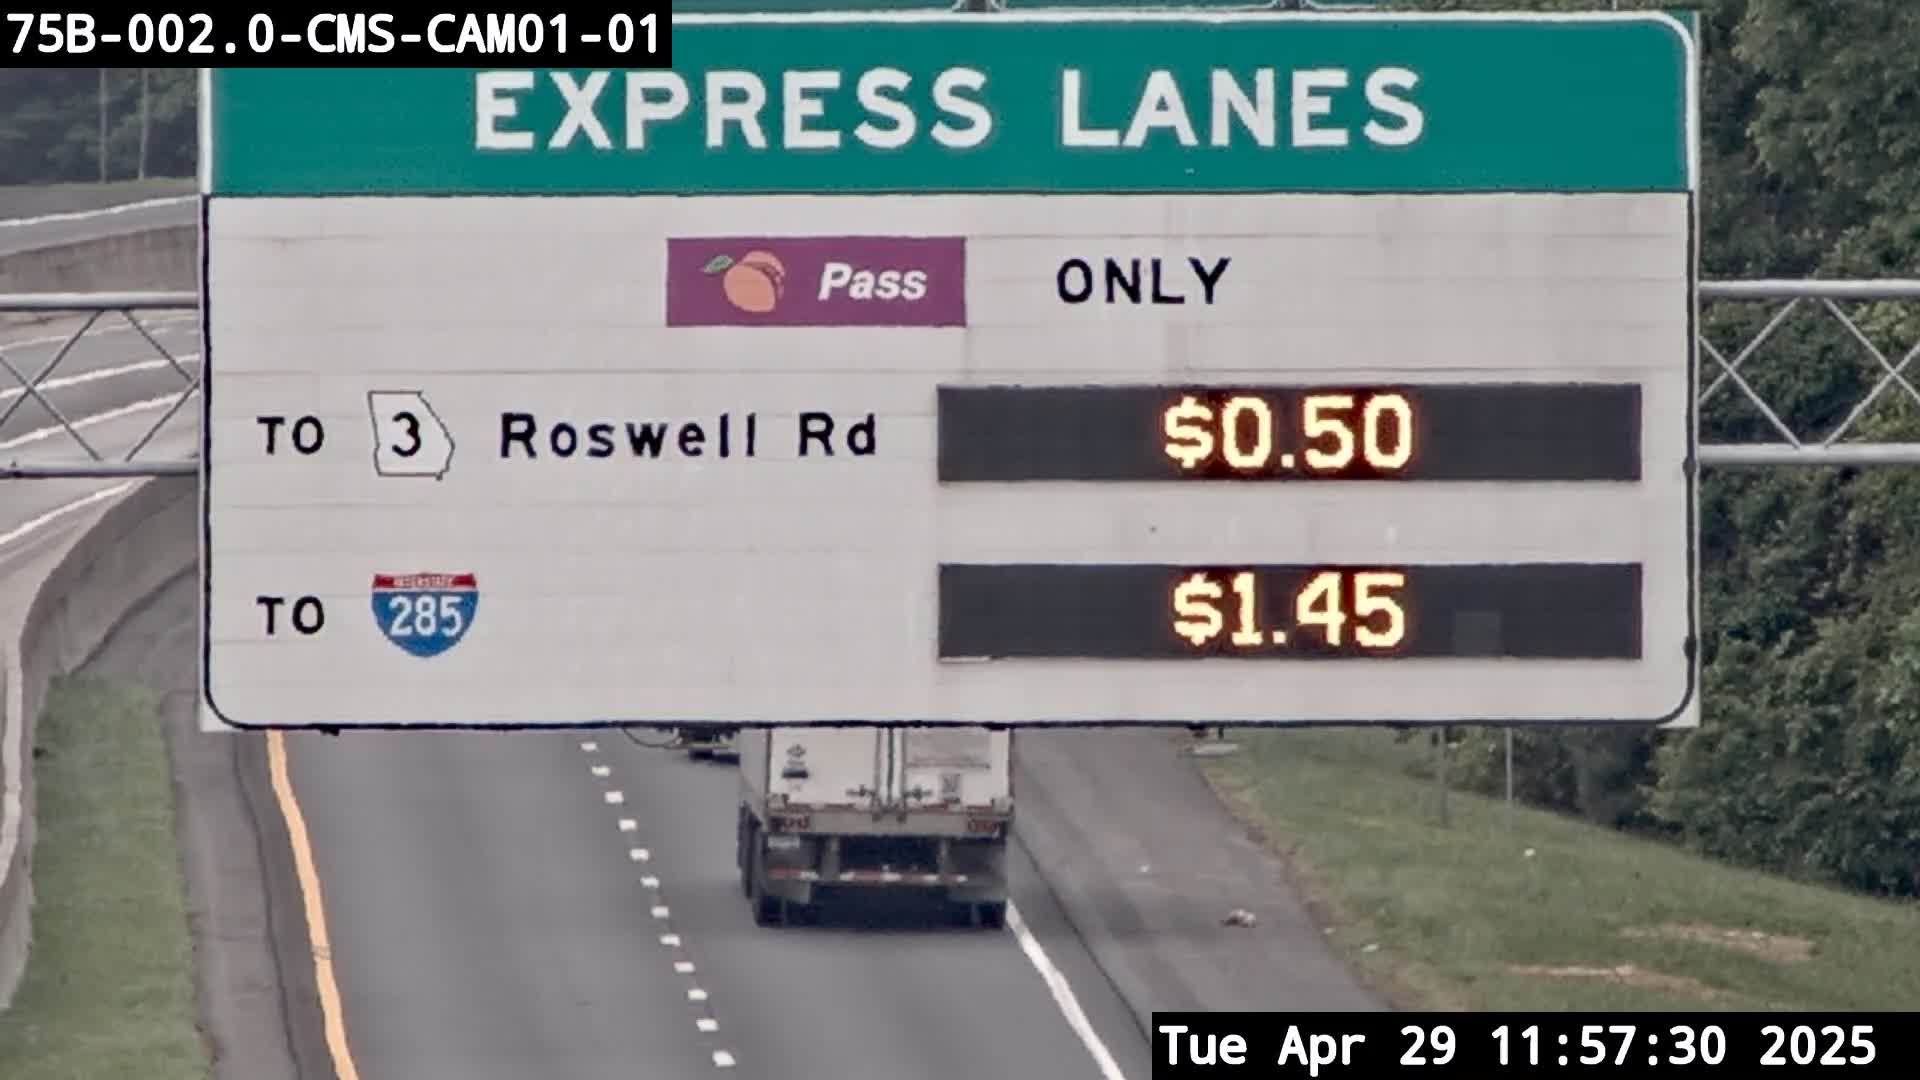 75B-002.0-CMS-CAM01-01
EXPRESS LANES
Pass ONLY
TO 3 Roswell Rd $0.50
TO INTERSTATE 285 $1.45
Tue Apr 29 11:57:30 2025